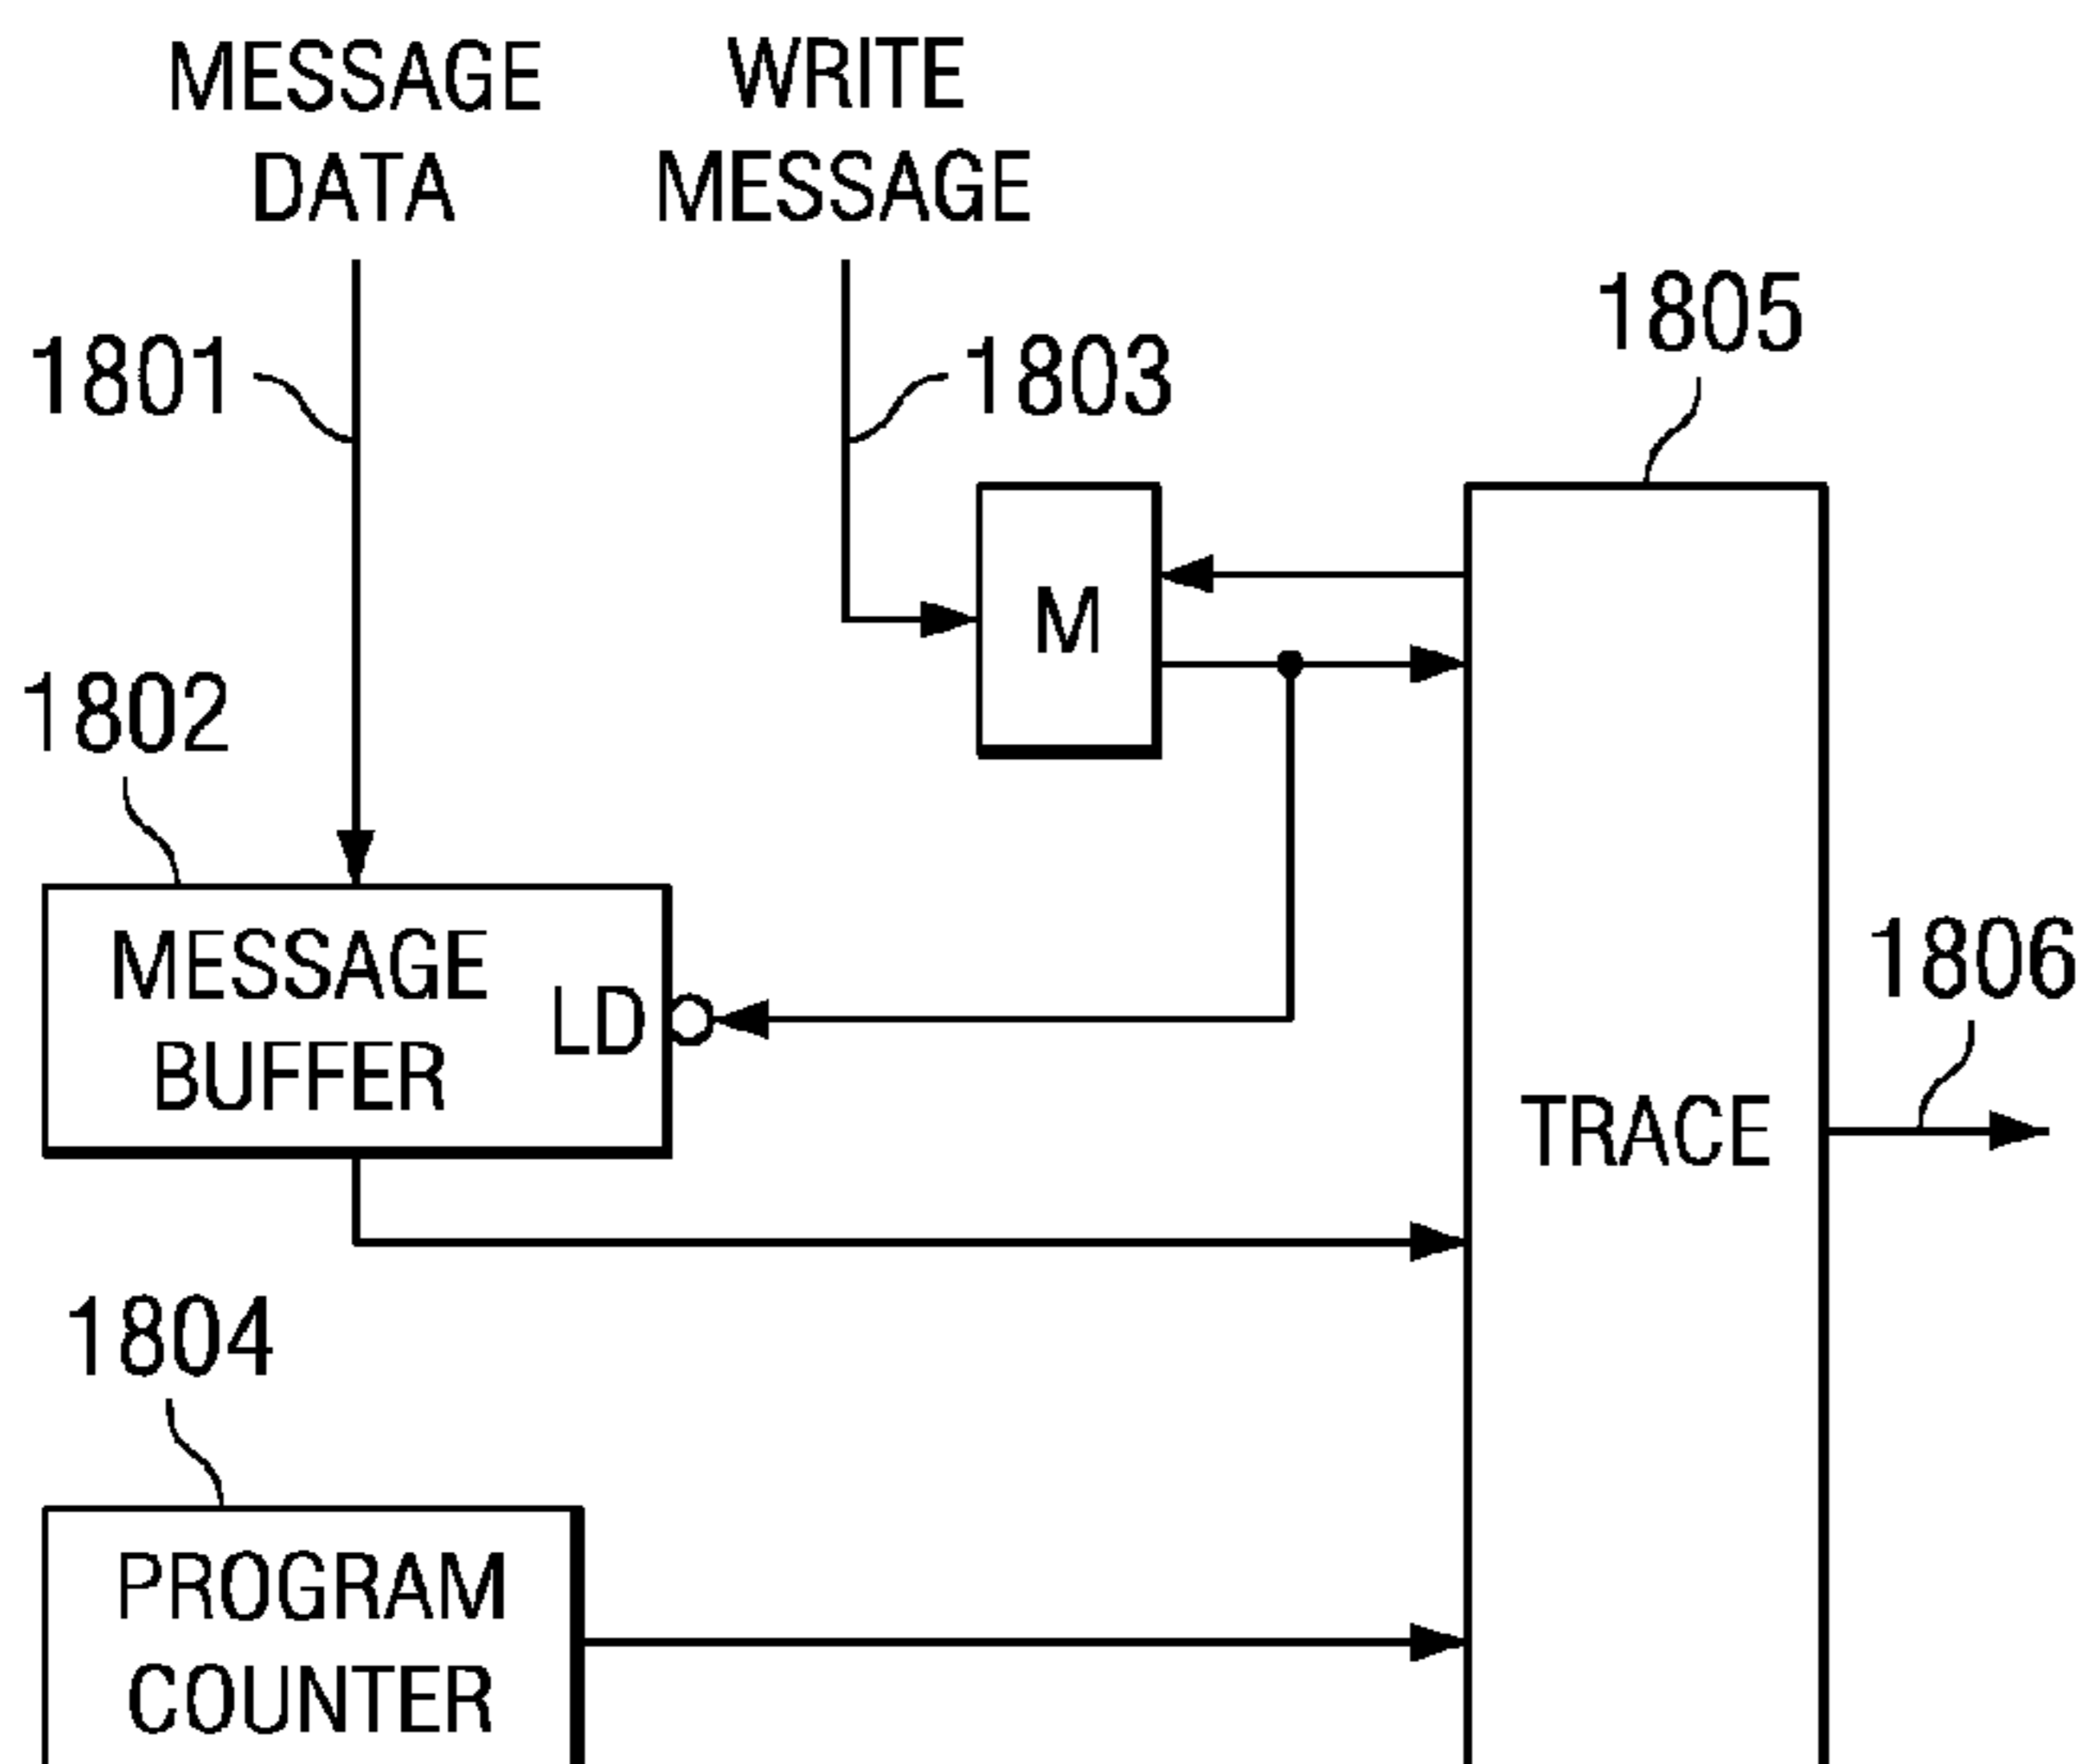 MESSAGE
DATA
WRITE
MESSAGE
1801
1803
1805
M
1802
MESSAGE
BUFFER
LD
1806
TRACE
1804
PROGRAM
COUNTER